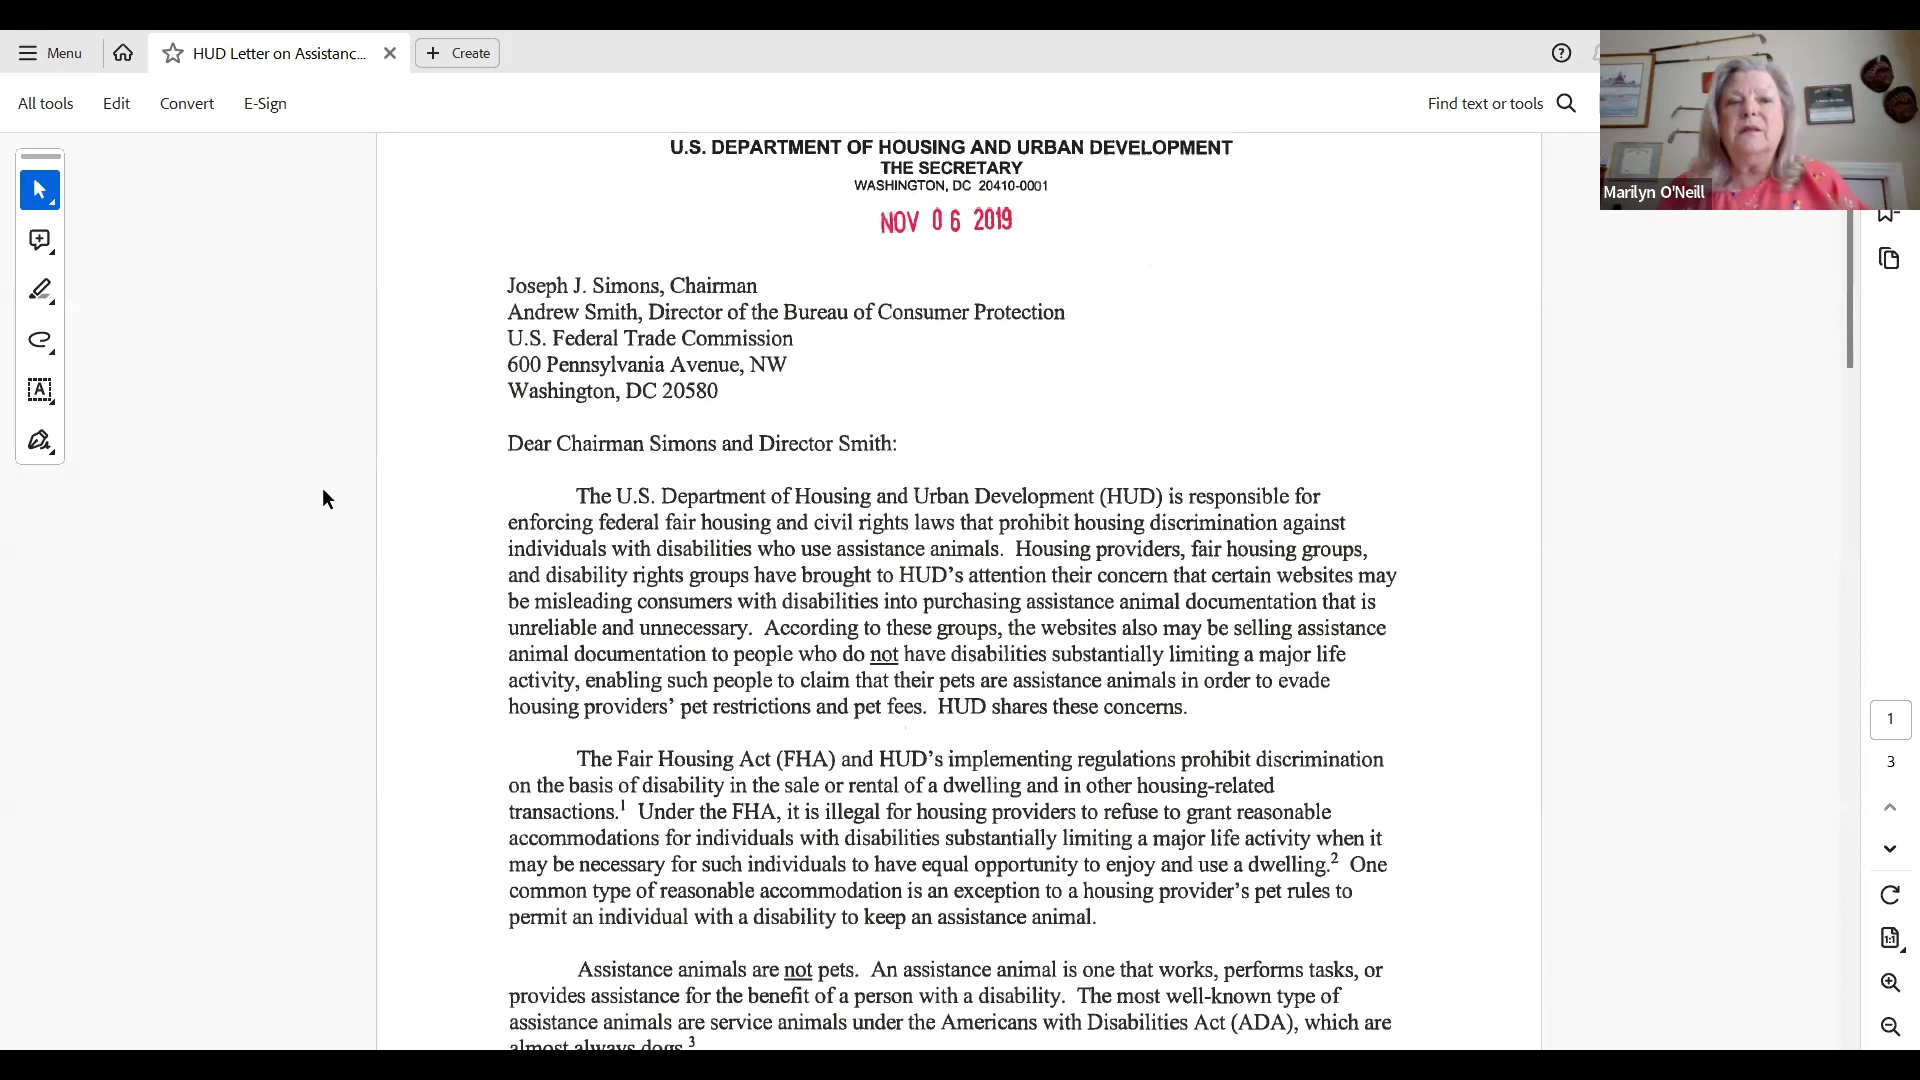 Menu
HUD Letter on Assistanc...
Create
All tools
Edit
Convert
E-Sign
Find text or tools
Marilyn O'Neill
U.S. DEPARTMENT OF HOUSING AND URBAN DEVELOPMENT
THE SECRETARY
WASHINGTON, DC 20410-0001
NOV 06 2019
Joseph J. Simons, Chairman
Andrew Smith, Director of the Bureau of Consumer Protection
U.S. Federal Trade Commission
600 Pennsylvania Avenue, NW
Washington, DC 20580
Dear Chairman Simons and Director Smith:
The U.S. Department of Housing and Urban Development (HUD) is responsible for
enforcing federal fair housing and civil rights laws that prohibit housing discrimination against
individuals with disabilities who use assistance animals. Housing providers, fair housing groups,
and disability rights groups have brought to HUD's attention their concern that certain websites may
be misleading consumers with disabilities into purchasing assistance animal documentation that is
unreliable and unnecessary. According to these groups, the websites also may be selling assistance
animal documentation to people who do not have disabilities substantially limiting a major life
activity, enabling such people to claim that their pets are assistance animals in order to evade
housing providers' pet restrictions and pet fees. HUD shares these concerns.
The Fair Housing Act (FHA) and HUD's implementing regulations prohibit discrimination
on the basis of disability in the sale or rental of a dwelling and in other housing-related
transactions.1 Under the FHA, it is illegal for housing providers to refuse to grant reasonable
accommodations for individuals with disabilities substantially limiting a major life activity when it
may be necessary for such individuals to have equal opportunity to enjoy and use a dwelling.2 One
common type of reasonable accommodation is an exception to a housing provider's pet rules to
permit an individual with a disability to keep an assistance animal.
Assistance animals are not pets. An assistance animal is one that works, performs tasks, or
provides assistance for the benefit of a person with a disability. The most well-known type of
assistance animals are service animals under the Americans with Disabilities Act (ADA), which are
almost always dogs.3
1
3